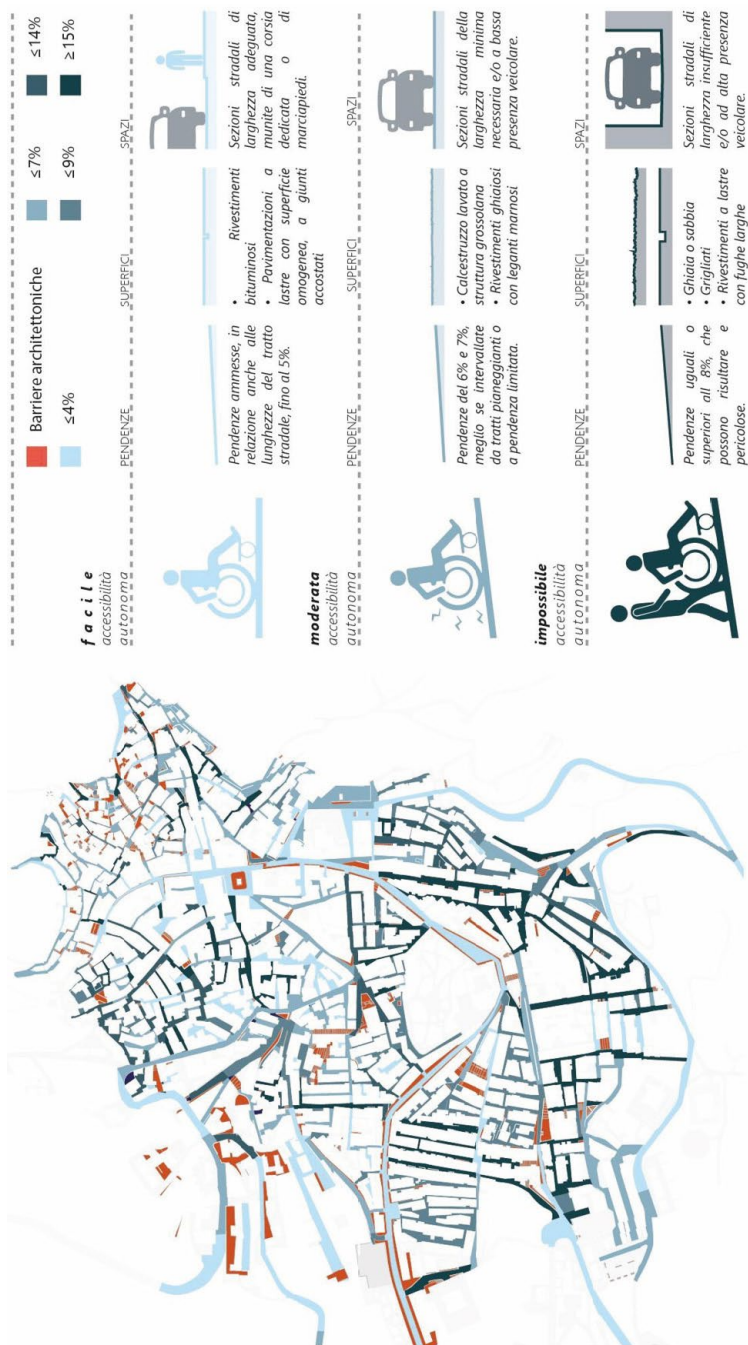 Barriere architettoniche
≤7%
≤14%
≤4%
≤9%
≥15%
facile
accessibilità
autonoma
PENDENZE
Pendenze ammesse, in
relazione anche alle
lunghezze del tratto
stradale, fino al 5%.
SUPERFICI
• Rivestimenti
bituminosi
• Pavimentazioni a
lastre con superficie
omogenea, a giunti
accostati
SPAZI
Sezioni stradali di
larghezza adeguata,
munite di una corsia
dedicata o di
marciapiedi.
moderata
accessibilità
autonoma
PENDENZE
Pendenze del 6% e 7%,
meglio se intervallate
da tratti pianeggianti o
a pendenza limitata.
SUPERFICI
• Calcestruzzo lavato a
struttura grossolana
• Rivestimenti ghiaiosi
con leganti marnosi
SPAZI
Sezioni stradali della
larghezza minima
necessaria e/o a bassa
presenza veicolare.
impossibile
accessibilità
autonoma
PENDENZE
Pendenze uguali o
superiori all 8%, che
possono risultare e
pericolose.
SUPERFICI
• Ghiaia o sabbia
• Grigliati
• Rivestimenti a lastre
con fughe larghe
SPAZI
Sezioni stradali di
larghezza insufficiente
e/o ad alta presenza
veicolare.